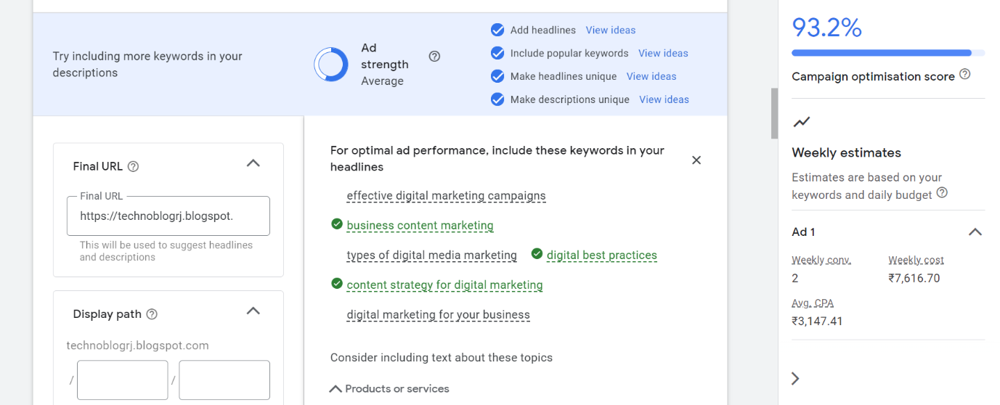 Try including more keywords in your
descriptions
Ad
strength
Average
Add headlines View ideas
Include popular keywords View ideas
Make headlines unique View ideas
Make descriptions unique View ideas
Final URL
Final URL
https://technoblogrj.blogspot.
This will be used to suggest headlines
and descriptions
Display path
technoblogrj.blogspot.com
/ /
For optimal ad performance, include these keywords in your
headlines
effective digital marketing campaigns
business content marketing
types of digital media marketing digital best practices
content strategy for digital marketing
digital marketing for your business
Consider including text about these topics
Products or services
93.2%
Campaign optimisation score
Weekly estimates
Estimates are based on your
keywords and daily budget
Ad 1
Weekly conv. Weekly cost
2 ₹7,616.70
Avg. CPA
₹3,147.41